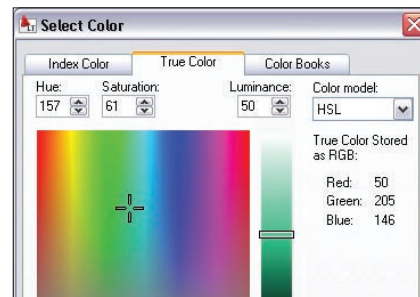 LT Select Color
Index Color True Color Color Books
Hue: Saturation: Luminance: Color model:
157 61 50 HSL
True Color Stored
as RGB:
Red: 50
Green: 205
Blue: 146